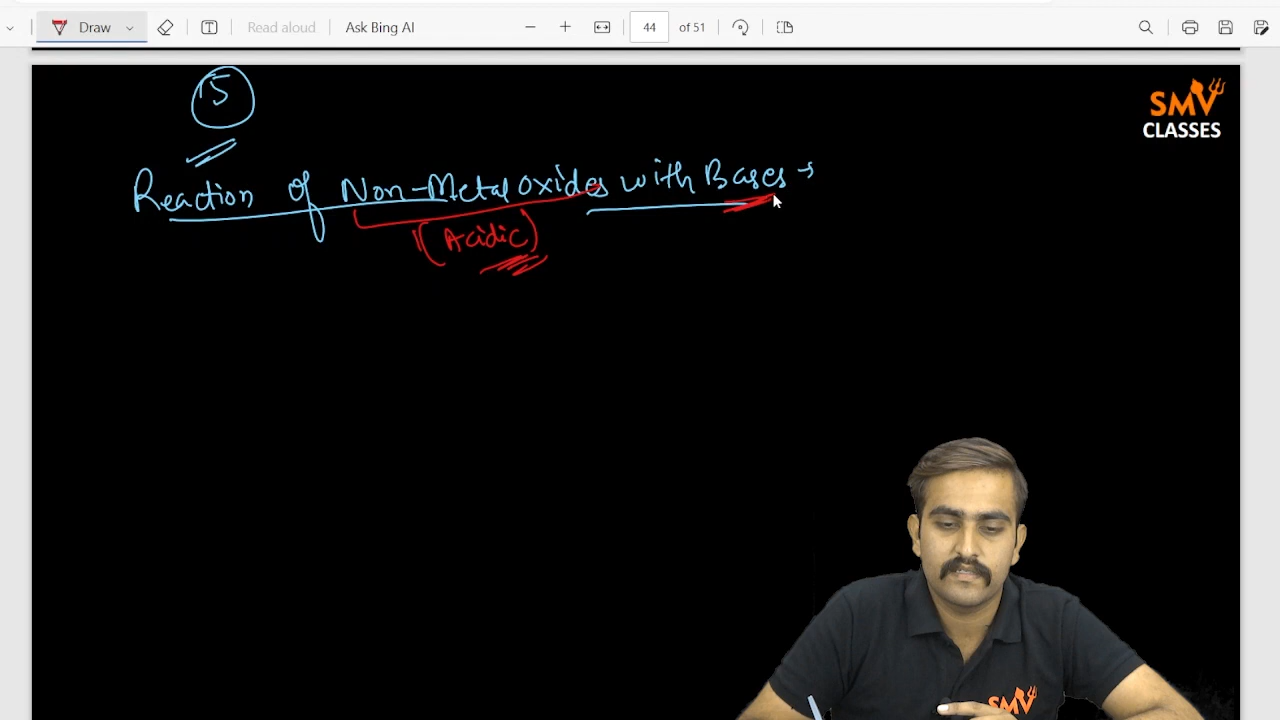 Draw
Read aloud
Ask Bing AI
44
of 51
15
SMV
CLASSES
Reaction of Non-Metal oxides with Bases →
(Acidic)
SMV